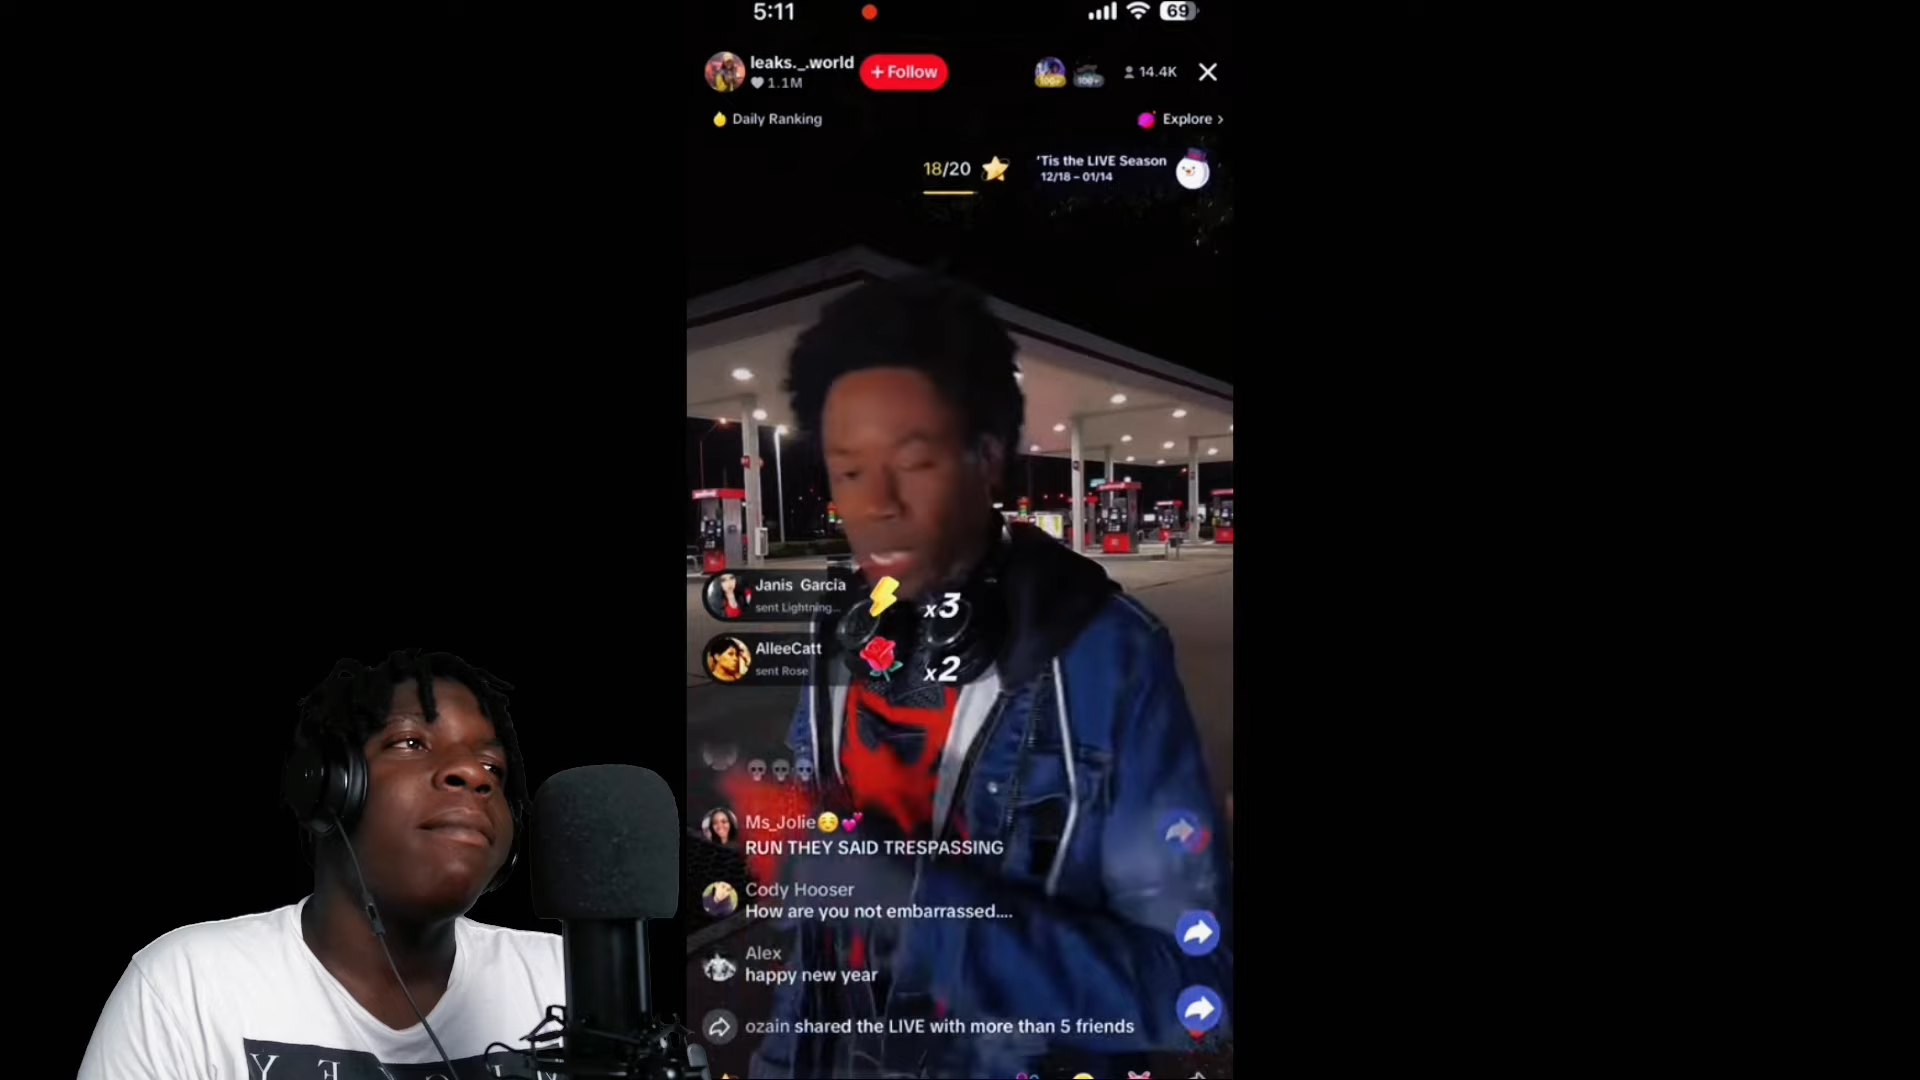 5:11
69
leaks._.world
+ Follow
1.1M
14.4K
Daily Ranking
Explore >
18/20
'Tis the LIVE Season
12/18 – 01/14
Janis Garcia
sent Lightning...
x3
AlleeCatt
sent Rose
x2
Ms_Jolie☺️💕
RUN THEY SAID TRESPASSING
Cody Hooser
How are you not embarrassed....
Alex
happy new year
ozain shared the LIVE with more than 5 friends